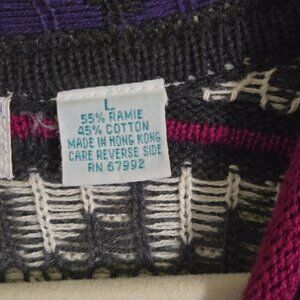 L
55% RAMIE
45% COTTON
MADE IN HONG KONG
CARE REVERSE SIDE
RN 67992